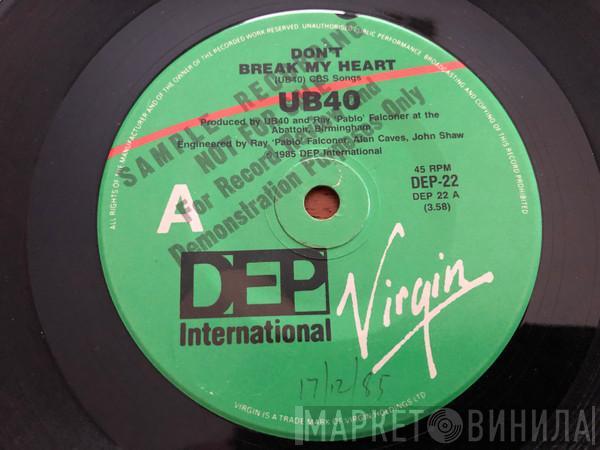 ALL RIGHTS OF THE MANUFACTURER AND OF THE OWNER OF THE RECORDED WORK RESERVED. UNAUTHORISED PUBLIC PERFORMANCE, BROADCASTING AND COPYING OF THIS RECORD PROHIBITED
DON'T
BREAK MY HEART
(UB40) CBS Songs
UB40
Produced by UB40 and Ray 'Pablo' Falconer at the
Abattoir, Birmingham
Engineered by Ray 'Pablo' Falconer, Alan Caves, John Shaw
℗ 1985 DEP International
SAMPLE RECORDING
NOT FOR
For Record
Demonstration Purposes Only
A
45 RPM
DEP-22
DEP 22 A
(3.58)
DEP
International
Virgin
17/12/85
VIRGIN IS A TRADE MARK OF VIRGIN HOLDINGS LTD
МАРКЕТ ВИНИЛА